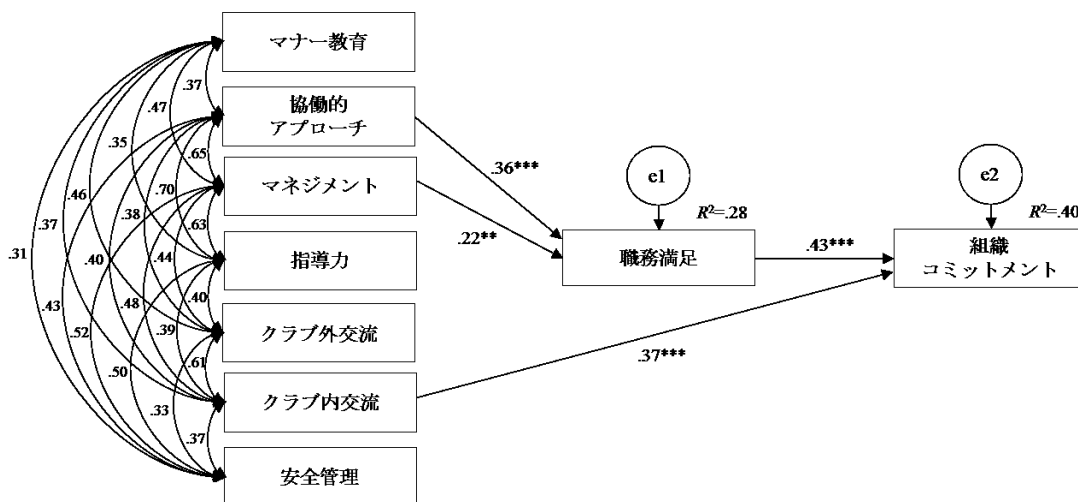 マナー教育
協働的
アプローチ
マネジメント
指導力
クラブ外交流
クラブ内交流
安全管理
.37
.47
.35
.65
.46
.70
.37
.38
.63
.31
.40
.44
.40
.43
.48
.39
.52
.61
.50
.33
.37
.36***
.22**
e1
R²=.28
職務満足
.43***
.37***
e2
R²=.40
組織
コミットメント